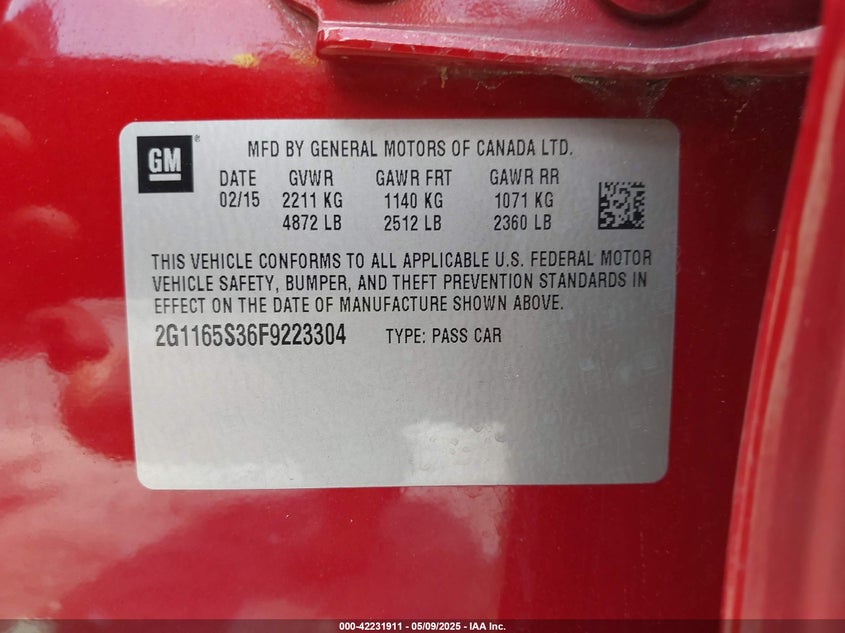 GM ®
MFD BY GENERAL MOTORS OF CANADA LTD.
DATE GVWR GAWR FRT GAWR RR
02/15 2211 KG 1140 KG 1071 KG
4872 LB 2512 LB 2360 LB
THIS VEHICLE CONFORMS TO ALL APPLICABLE U.S. FEDERAL MOTOR
VEHICLE SAFETY, BUMPER, AND THEFT PREVENTION STANDARDS IN
EFFECT ON THE DATE OF MANUFACTURE SHOWN ABOVE.
2G1165S36F9223304 TYPE: PASS CAR
000-42231911 - 05/09/2025 - IAA Inc.